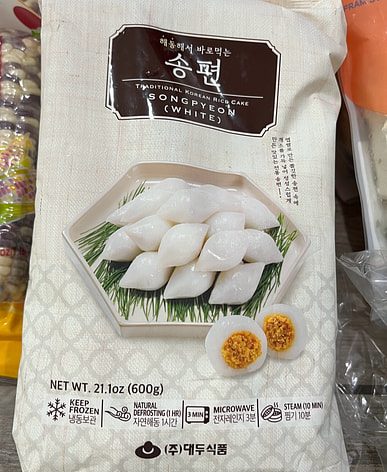 해동해서 바로먹는
송편
TRADITIONAL KOREAN RICE CAKE
SONGPYEON
(WHITE)
NET WT. 21.1oz (600g)
KEEP
FROZEN
냉동보관
NATURAL
DEFROSTING (1 HR)
자연해동 1시간
3 MIN
MICROWAVE
전자레인지 3분
STEAM (10 MIN)
찜기 10분
(주)대두식품